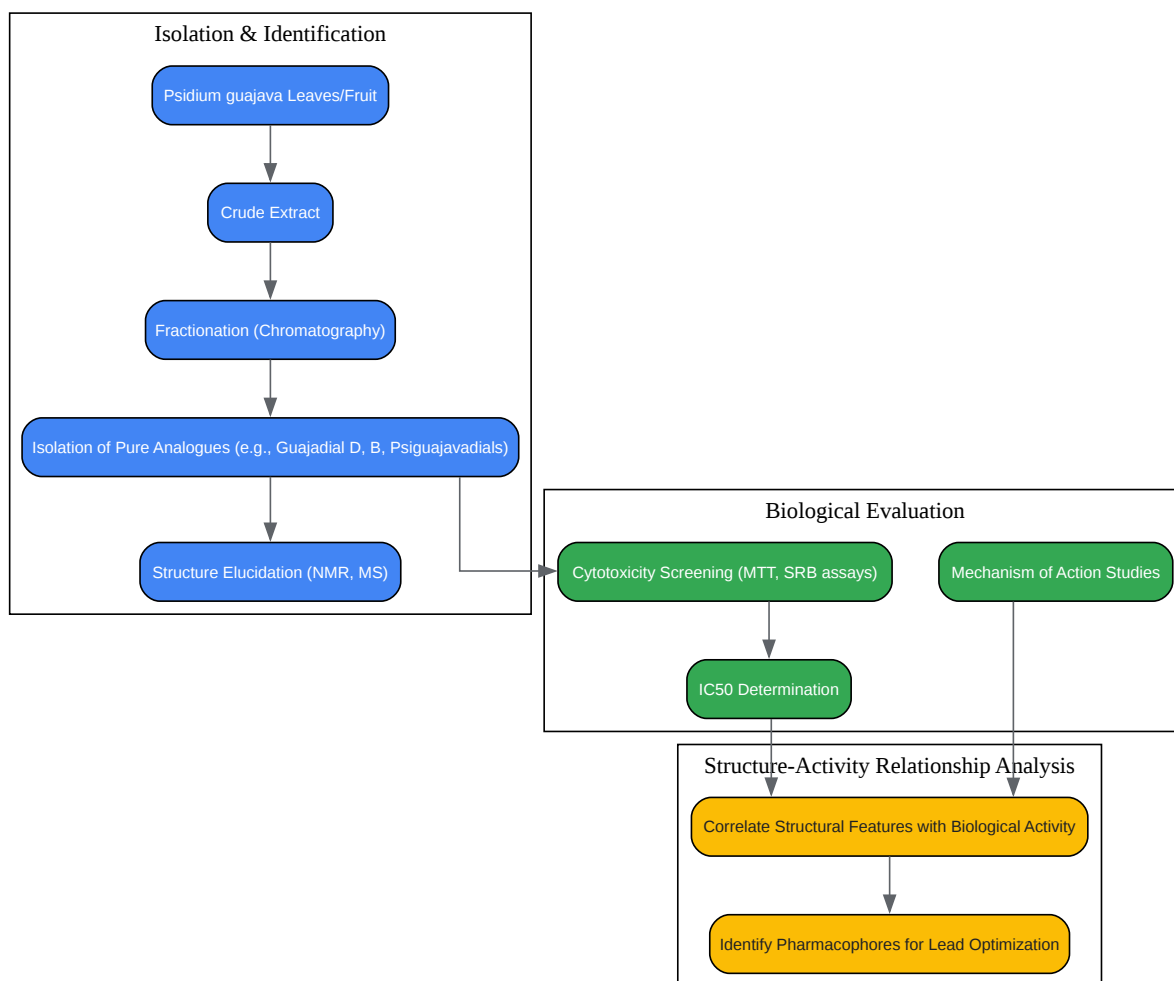 Isolation & Identification
Psidium guajava Leaves/Fruit
Crude Extract
Fractionation (Chromatography)
Isolation of Pure Analogues (e.g., Guajadial D, B, Psiguajavadials)
Structure Elucidation (NMR, MS)
Biological Evaluation
Cytotoxicity Screening (MTT, SRB assays)
Mechanism of Action Studies
IC50 Determination
Structure-Activity Relationship Analysis
Correlate Structural Features with Biological Activity
Identify Pharmacophores for Lead Optimization